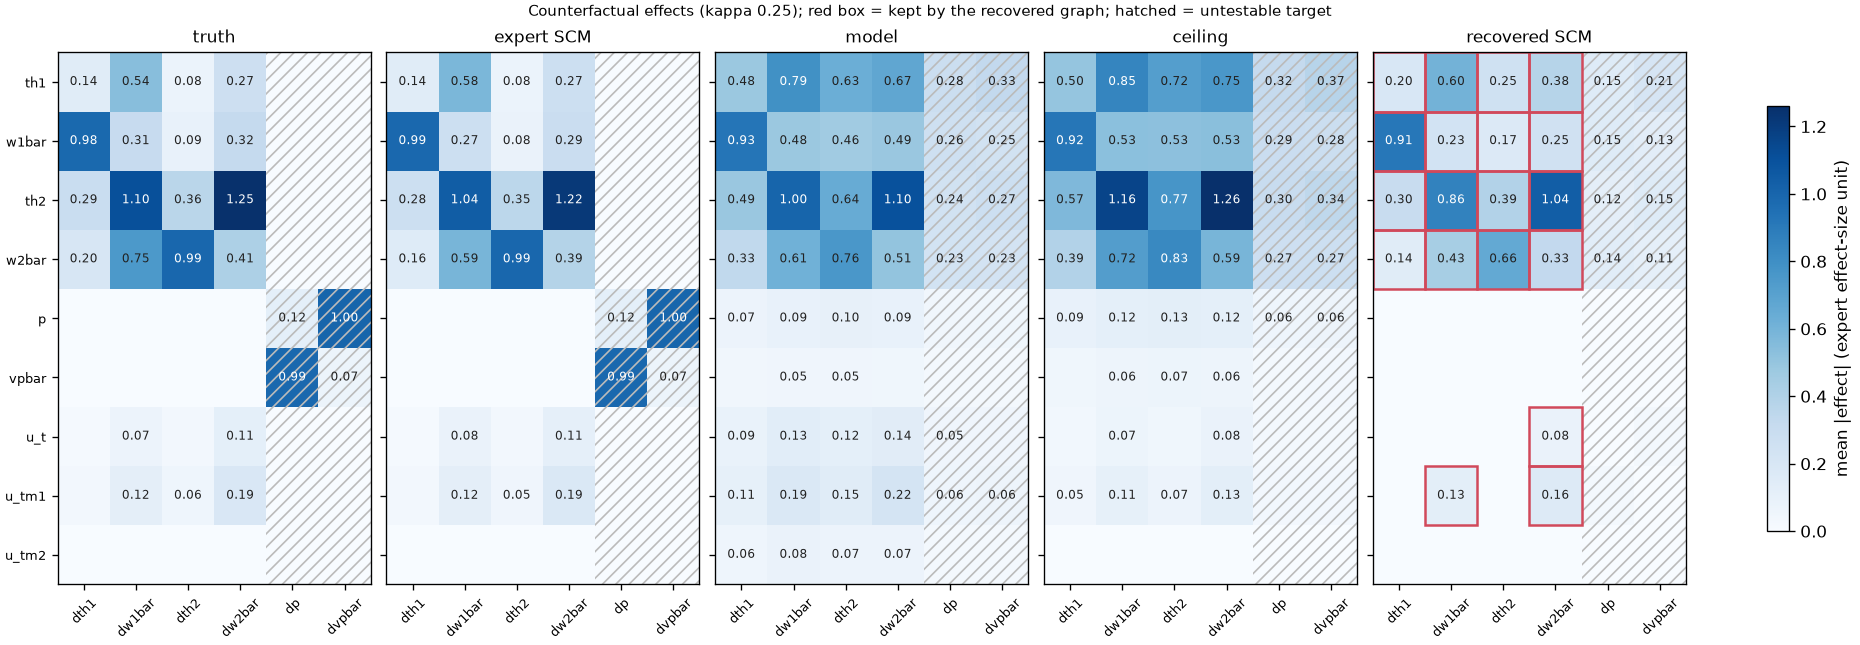 Counterfactual effects (kappa 0.25); red box = kept by the recovered graph; hatched = untestable target
truth expert SCM model ceiling recovered SCM
th1 0.14 0.54 0.08 0.27 0.14 0.58 0.08 0.27 0.48 0.79 0.63 0.67 0.28 0.33 0.50 0.85 0.72 0.75 0.32 0.37 0.20 0.60 0.25 0.38 0.15 0.21
w1bar 0.98 0.31 0.09 0.32 0.99 0.27 0.08 0.29 0.93 0.48 0.46 0.49 0.26 0.25 0.92 0.53 0.53 0.53 0.29 0.28 0.91 0.23 0.17 0.25 0.15 0.13
th2 0.29 1.10 0.36 1.25 0.28 1.04 0.35 1.22 0.49 1.00 0.64 1.10 0.24 0.27 0.57 1.16 0.77 1.26 0.30 0.34 0.30 0.86 0.39 1.04 0.12 0.15
w2bar 0.20 0.75 0.99 0.41 0.16 0.59 0.99 0.39 0.33 0.61 0.76 0.51 0.23 0.23 0.39 0.72 0.83 0.59 0.27 0.27 0.14 0.43 0.66 0.33 0.14 0.11
p 0.12 1.00 0.12 1.00 0.07 0.09 0.10 0.09 0.09 0.12 0.13 0.12 0.06 0.06
vpbar 0.99 0.07 0.99 0.07 0.05 0.05 0.06 0.07 0.06
u_t 0.07 0.11 0.08 0.11 0.09 0.13 0.12 0.14 0.05 0.07 0.08 0.08
u_tm1 0.12 0.06 0.19 0.12 0.05 0.19 0.11 0.19 0.15 0.22 0.06 0.06 0.05 0.11 0.07 0.13 0.13 0.16
u_tm2 0.06 0.08 0.07 0.07
dth1 dw1bar dth2 dw2bar dp dvpbar dth1 dw1bar dth2 dw2bar dp dvpbar dth1 dw1bar dth2 dw2bar dp dvpbar dth1 dw1bar dth2 dw2bar dp dvpbar dth1 dw1bar dth2 dw2bar dp dvpbar
1.2
1.0
0.8
0.6
0.4
0.2
0.0
mean |effect| (expert effect-size unit)